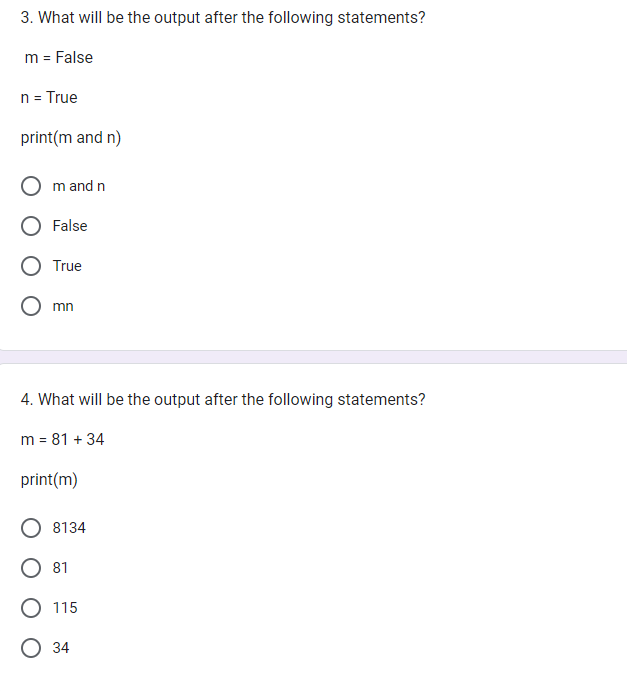 3. What will be the output after the following statements?
m = False
n = True
print(m and n)
m and n
False
True
mn
4. What will be the output after the following statements?
m = 81 + 34
print(m)
8134
81
115
34